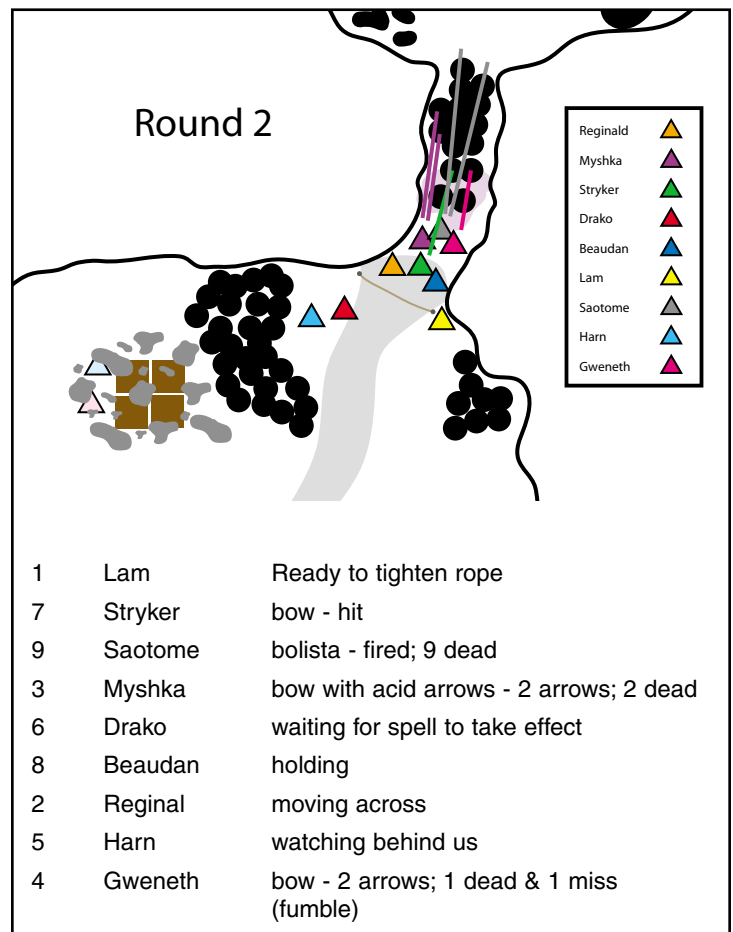 Round 2
Reginald
Myshka
Stryker
Drako
Beaudan
Lam
Saotome
Harn
Gweneth
1 Lam Ready to tighten rope
7 Stryker bow - hit
9 Saotome bolista - fired; 9 dead
3 Myshka bow with acid arrows - 2 arrows; 2 dead
6 Drako waiting for spell to take effect
8 Beaudan holding
2 Reginal moving across
5 Harn watching behind us
4 Gweneth bow - 2 arrows; 1 dead & 1 miss
(fumble)